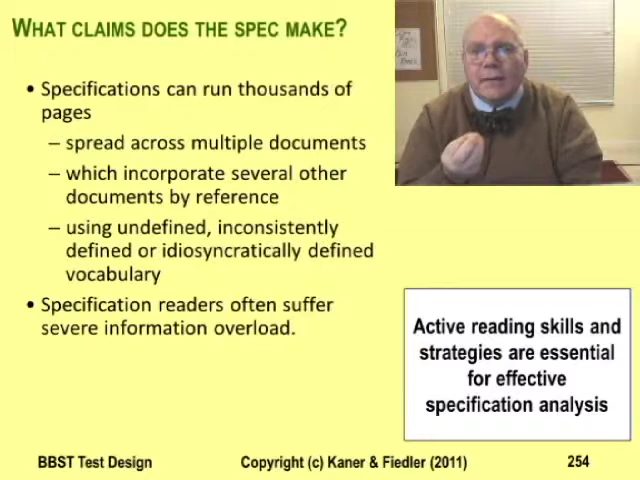 WHAT CLAIMS DOES THE SPEC MAKE?
• Specifications can run thousands of
pages
– spread across multiple documents
– which incorporate several other
documents by reference
– using undefined, inconsistently
defined or idiosyncratically defined
vocabulary
• Specification readers often suffer
severe information overload.
Active reading skills and
strategies are essential
for effective
specification analysis
BBST Test Design
Copyright (c) Kaner & Fiedler (2011)
254